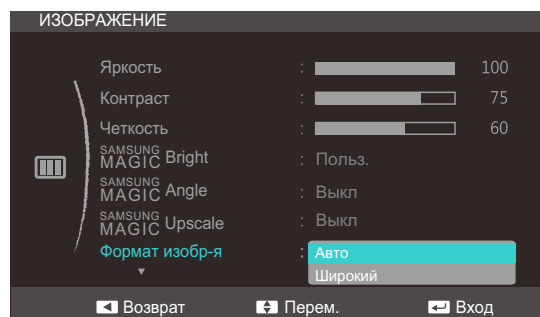 ИЗОБРАЖЕНИЕ
Яркость : 100
Контраст : 75
Четкость : 60
SAMSUNG MAGIC Bright : Польз.
SAMSUNG MAGIC Angle : Выкл
SAMSUNG MAGIC Upscale : Выкл
Формат изобр-я : Авто
Широкий
Возврат Перем. Вход